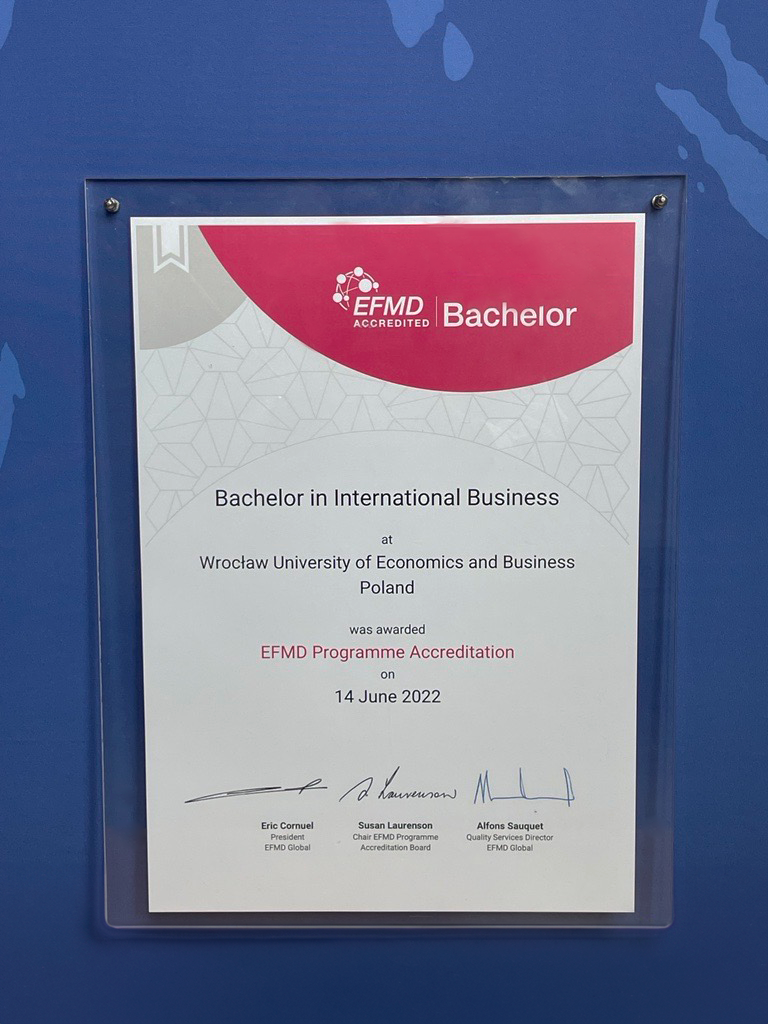 EFMD
ACCREDITED
Bachelor
Bachelor in International Business
at
Wrocław University of Economics and Business
Poland
was awarded
EFMD Programme Accreditation
on
14 June 2022
S Laurenson
Eric Cornuel
President
EFMD Global
Susan Laurenson
Chair EFMD Programme
Accreditation Board
Alfons Sauquet
Quality Services Director
EFMD Global